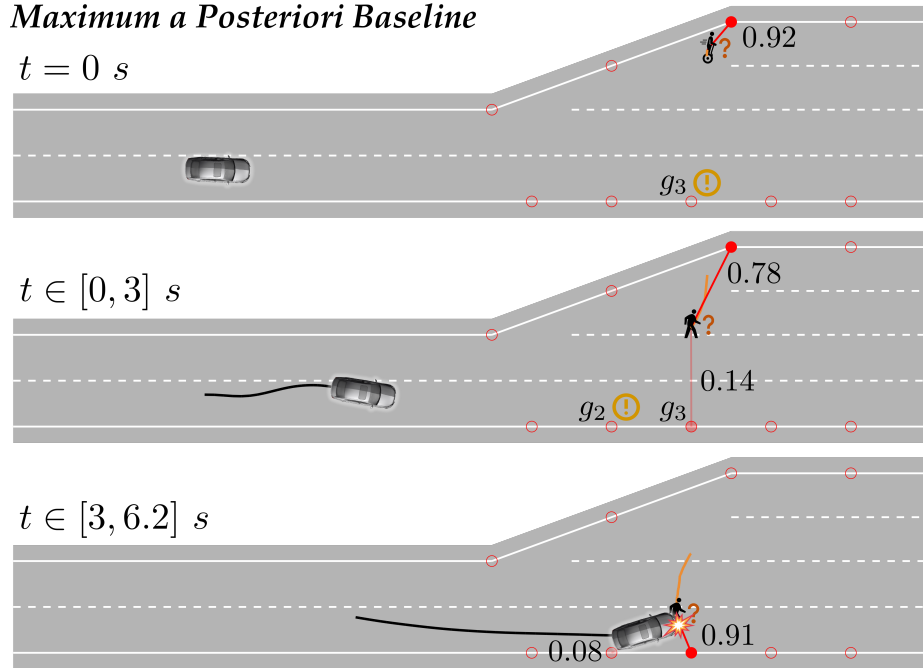 Maximum a Posteriori Baseline
t = 0 s
? 0.92
g₃ !
t ∈ [0, 3] s
0.78
?
0.14
g₂ ! g₃
t ∈ [3, 6.2] s
?
0.08 0.91